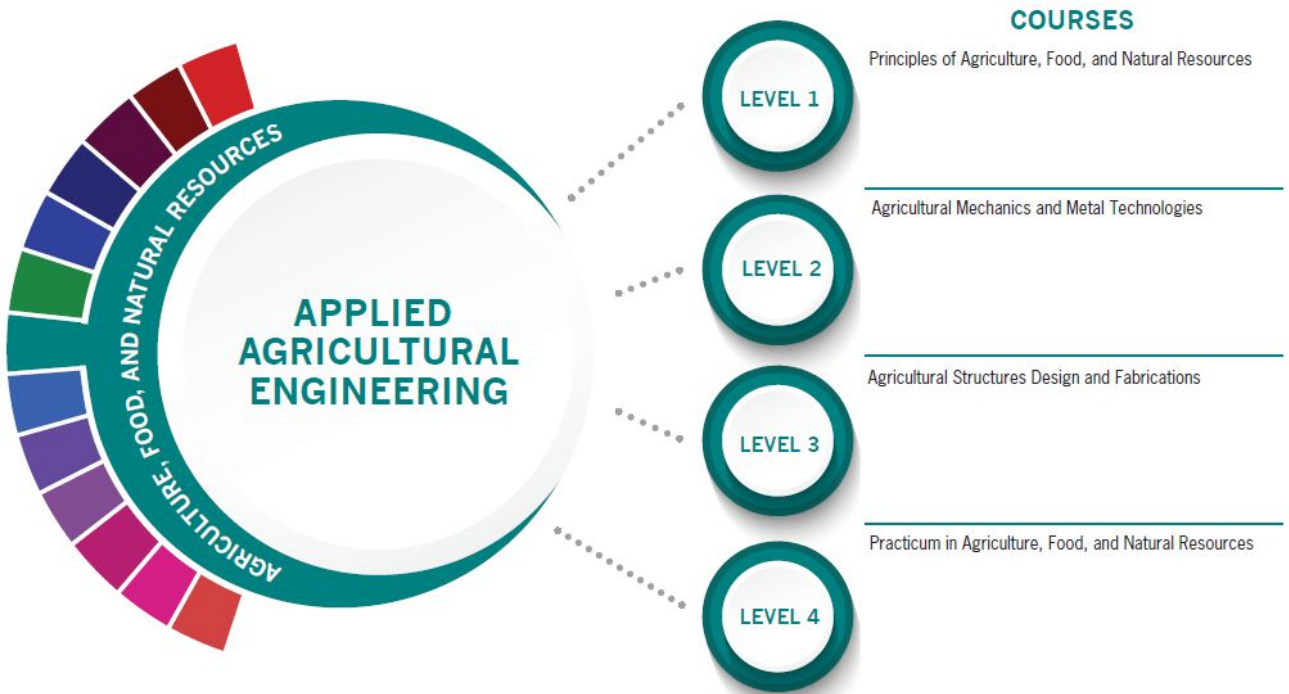 AGRICULTURE, FOOD, AND NATURAL RESOURCES
APPLIED
AGRICULTURAL
ENGINEERING
COURSES
LEVEL 1
Principles of Agriculture, Food, and Natural Resources
LEVEL 2
Agricultural Mechanics and Metal Technologies
LEVEL 3
Agricultural Structures Design and Fabrications
LEVEL 4
Practicum in Agriculture, Food, and Natural Resources